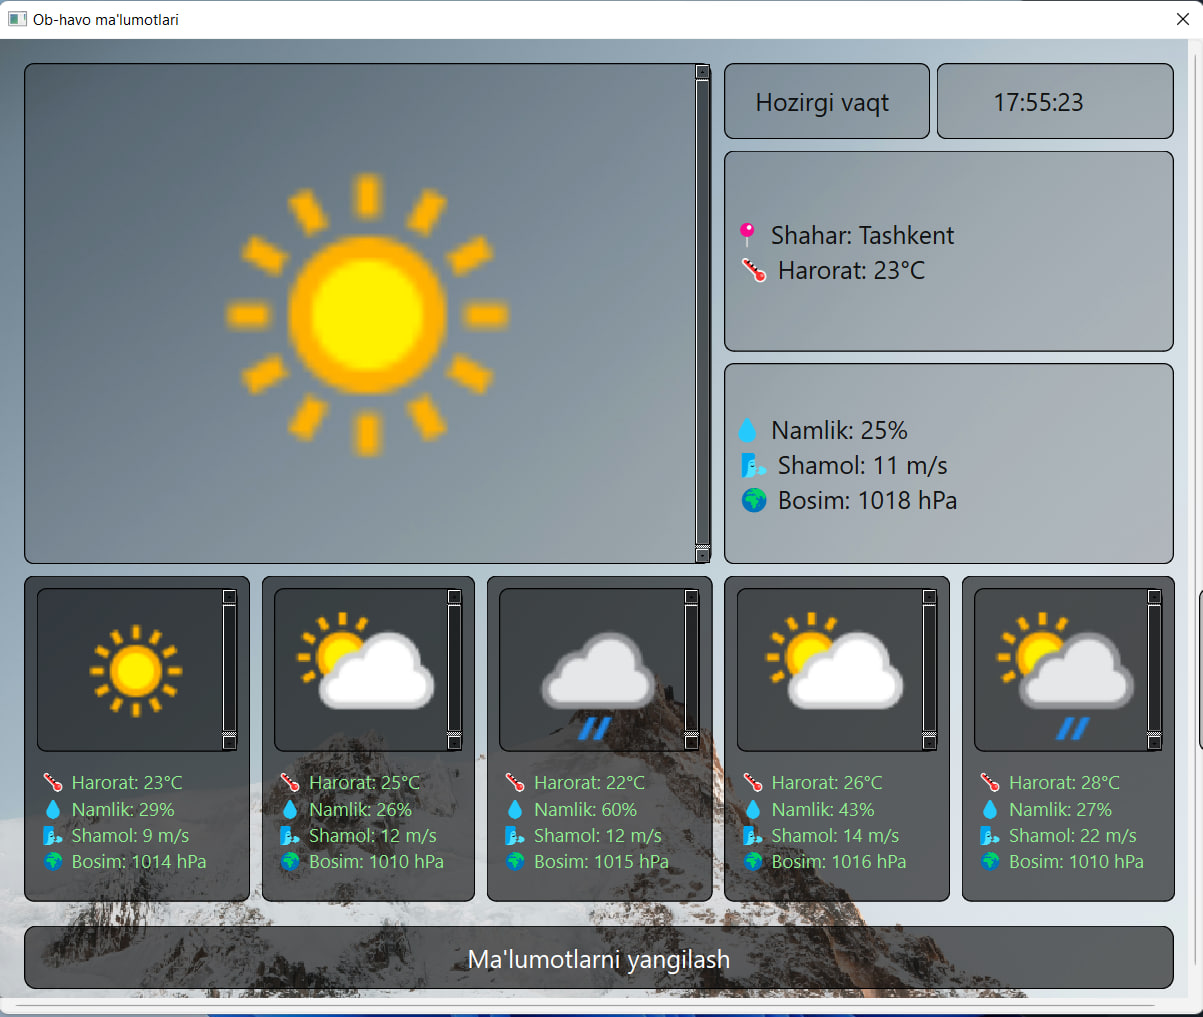 Ob-havo ma'lumotlari
Hozirgi vaqt
17:55:23
Shahar: Tashkent
Harorat: 23°C
Namlik: 25%
Shamol: 11 m/s
Bosim: 1018 hPa
Harorat: 23°C
Namlik: 29%
Shamol: 9 m/s
Bosim: 1014 hPa
Harorat: 25°C
Namlik: 26%
Shamol: 12 m/s
Bosim: 1010 hPa
Harorat: 22°C
Namlik: 60%
Shamol: 12 m/s
Bosim: 1015 hPa
Harorat: 26°C
Namlik: 43%
Shamol: 14 m/s
Bosim: 1016 hPa
Harorat: 28°C
Namlik: 27%
Shamol: 22 m/s
Bosim: 1010 hPa
Ma'lumotlarni yangilash